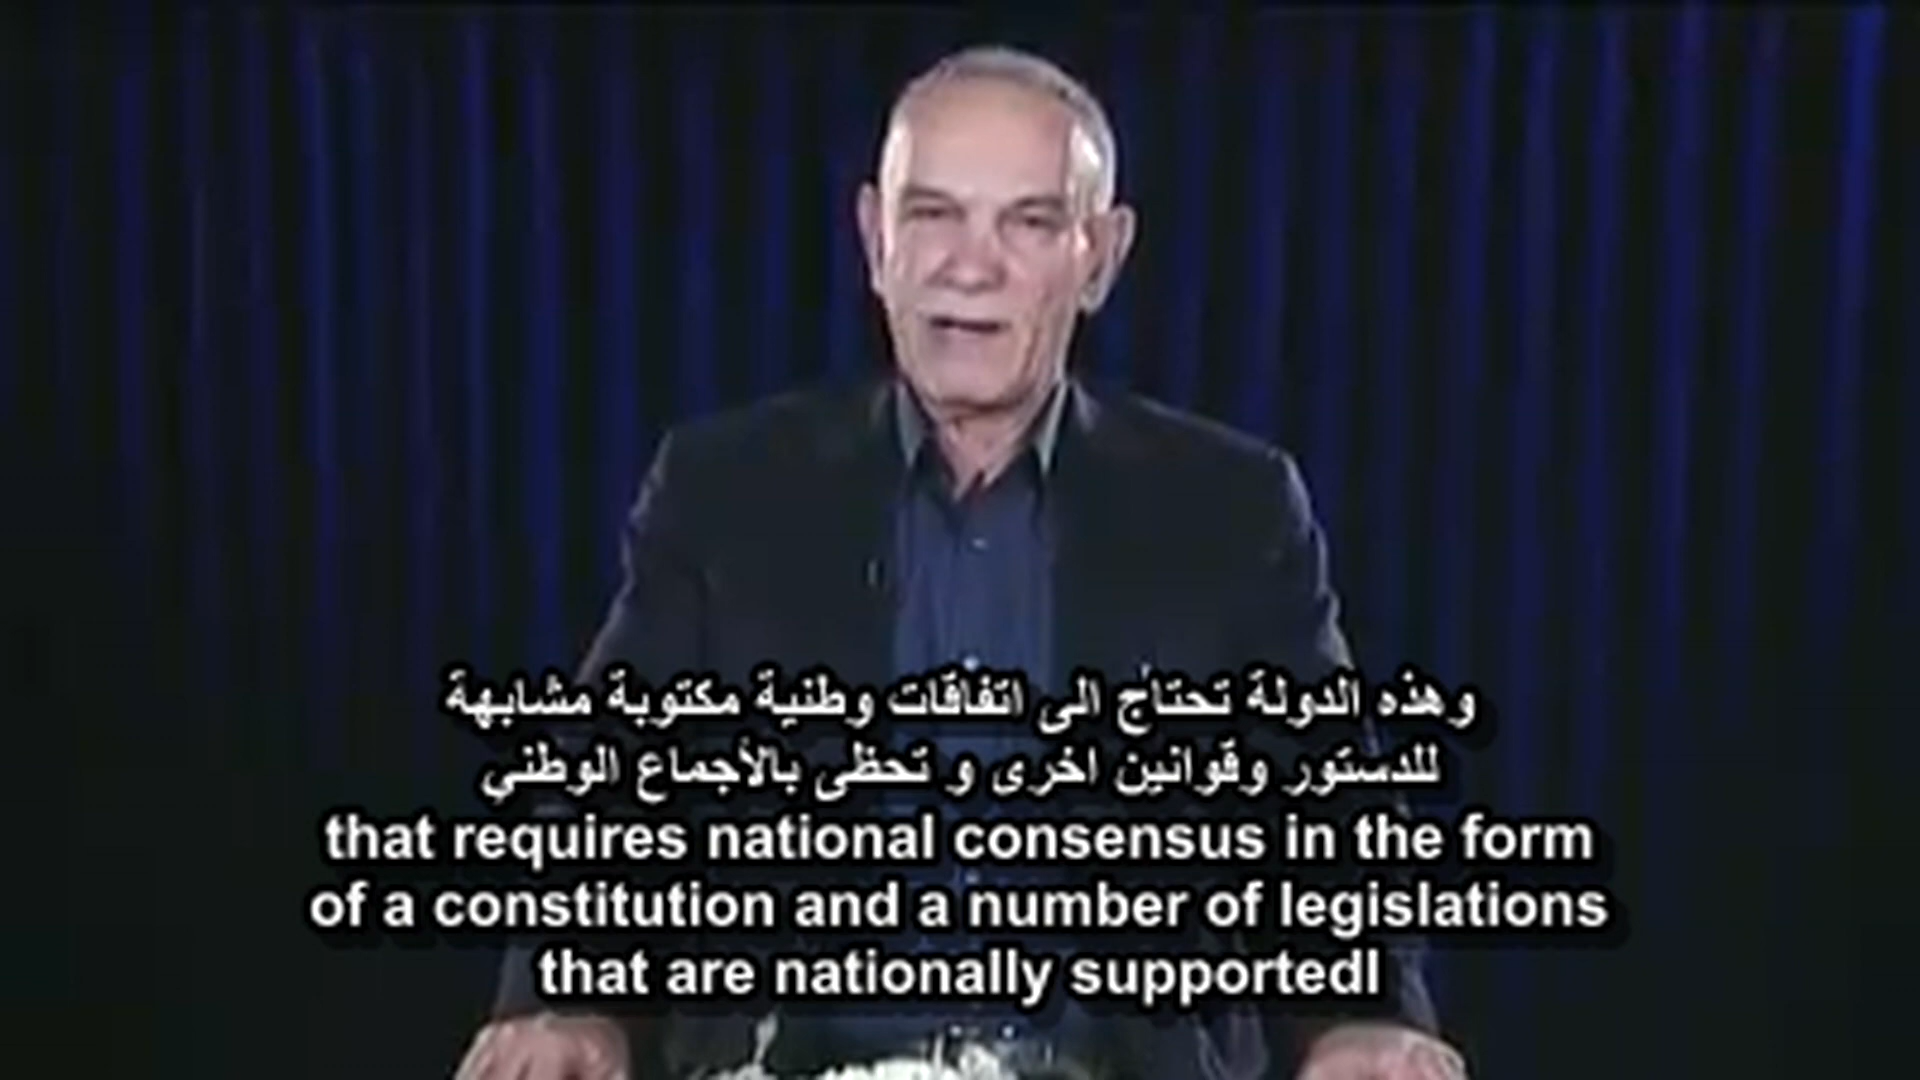 وهذه الدولة تحتاج الى اتفاقات وطنية مكتوبة مشابهة
للدستور وقوانين اخرى و تحظى بالأجماع الوطني
that requires national consensus in the form
of a constitution and a number of legislations
that are nationally supportedl